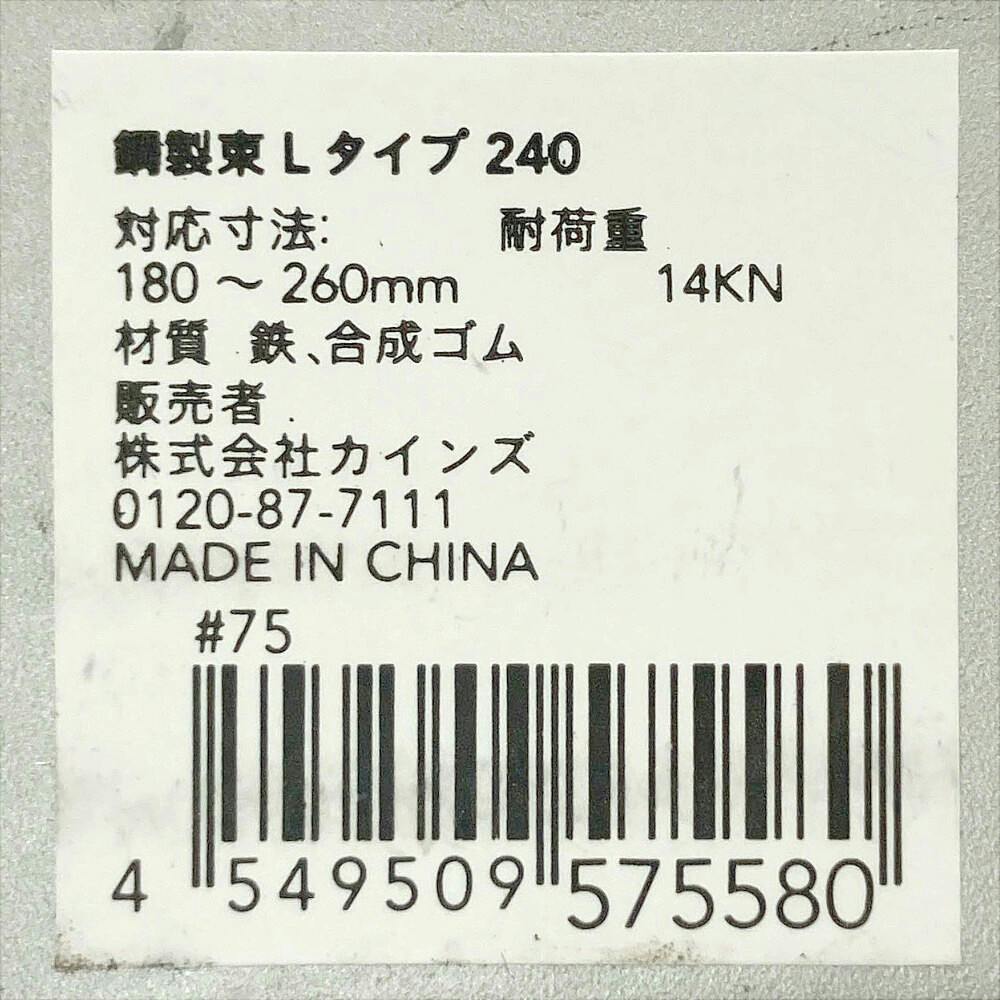 鋼製束 L タイプ 240
対応寸法: 耐荷重
180 ～ 260mm 14KN
材質 鉄、合成ゴム
販売者
株式会社カインズ
0120-87-7111
MADE IN CHINA
#75
4 549509 575580